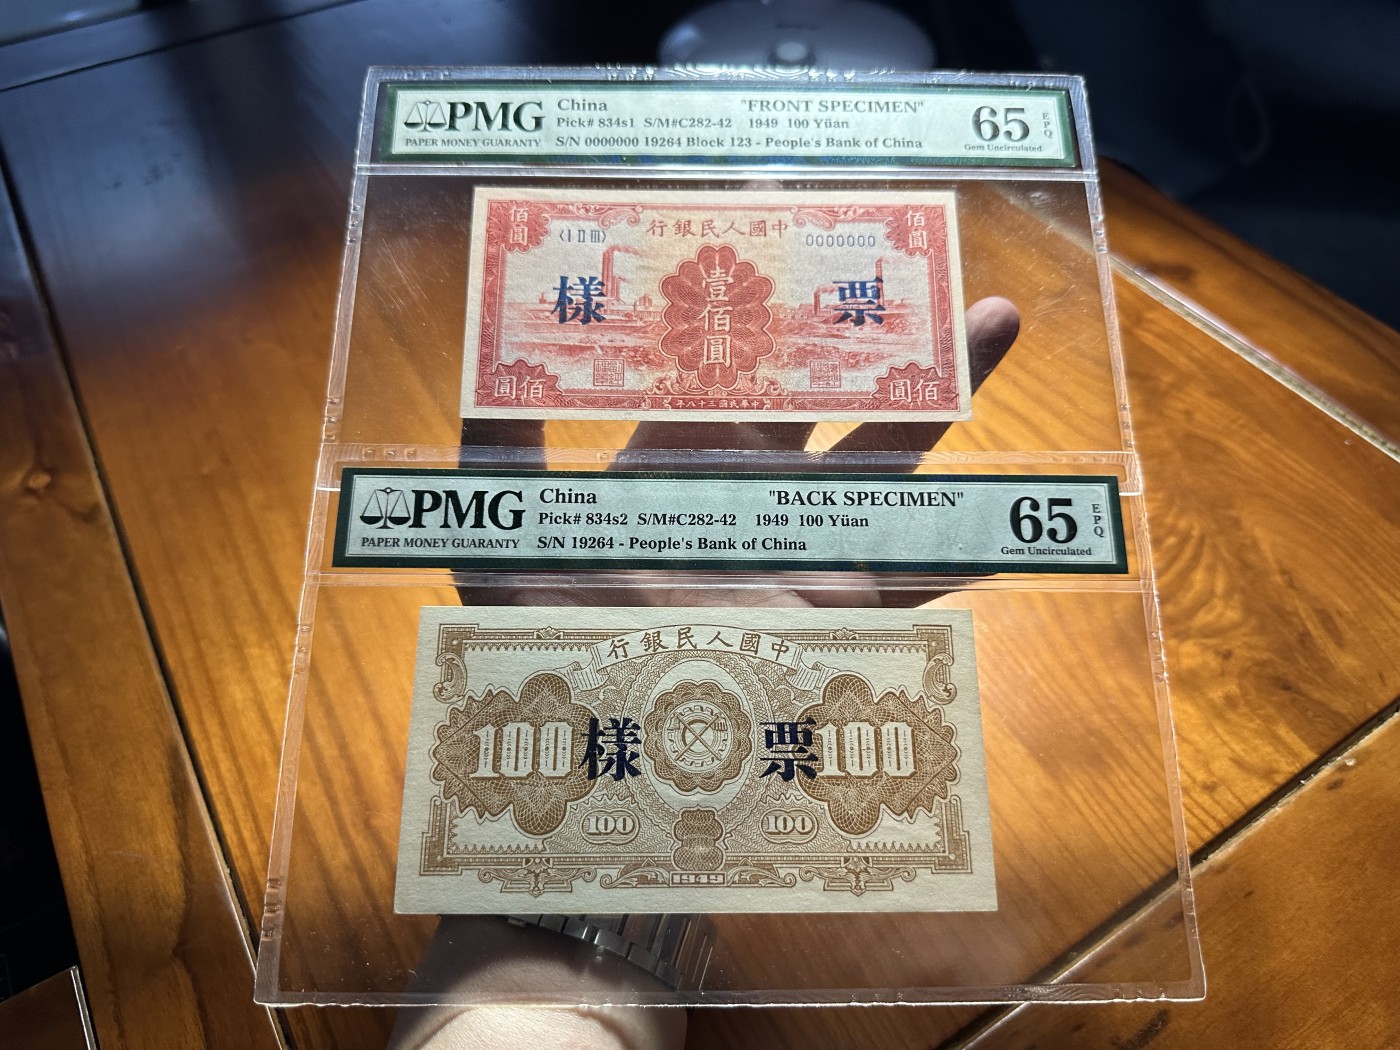 PMG
PAPER MONEY GUARANTY
China "FRONT SPECIMEN"
Pick# 834s1 S/M#C282-42 1949 100 Yüan
S/N 0000000 19264 Block 123 - People's Bank of China
65 EPQ
Gem Uncirculated
行銀民人國中
佰圓
佰圓
〈I II III〉
0000000
樣 票
壹佰圓
圓佰
圓佰
年八十三國民華中
PMG
PAPER MONEY GUARANTY
China "BACK SPECIMEN"
Pick# 834s2 S/M#C282-42 1949 100 Yüan
S/N 19264 - People's Bank of China
65 EPQ
Gem Uncirculated
行銀民人國中
100 樣 票 100
100 100
1949